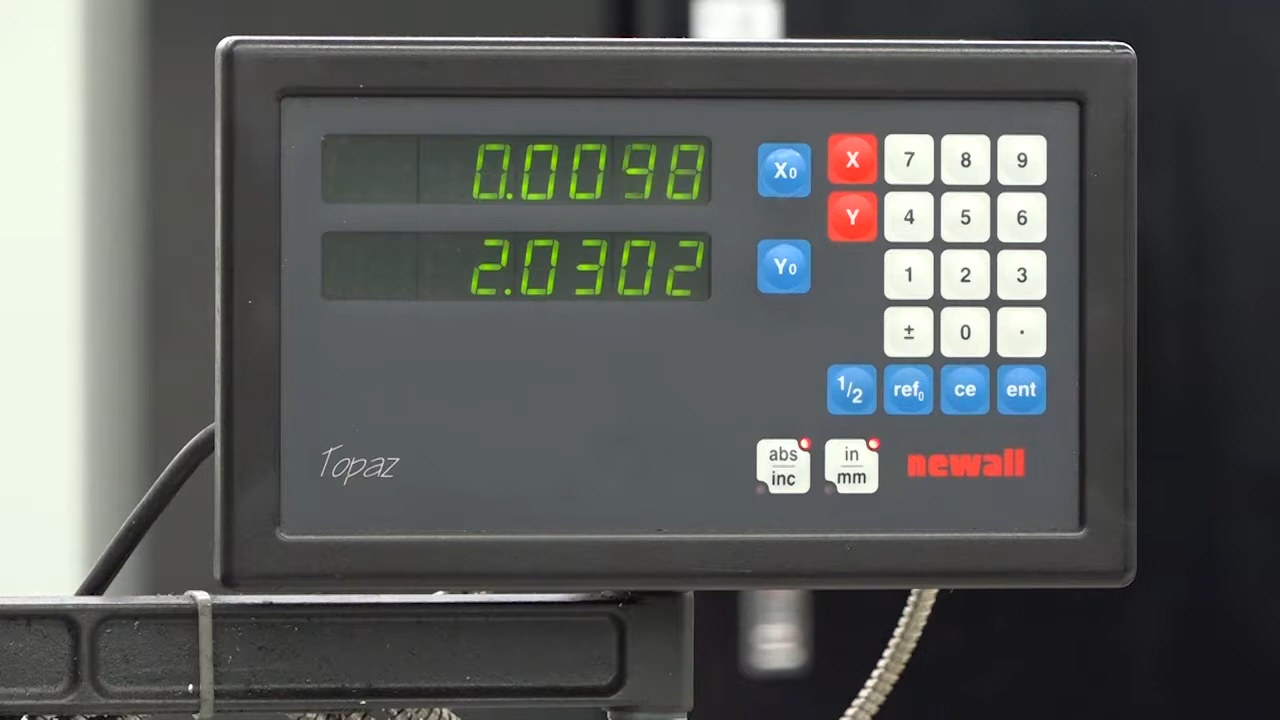 0.0098
2.0302
X0
Y0
X 7 8 9
Y 4 5 6
1 2 3
± 0 .
1/2 ref0 ce ent
abs
inc
in
mm
newall
Topaz